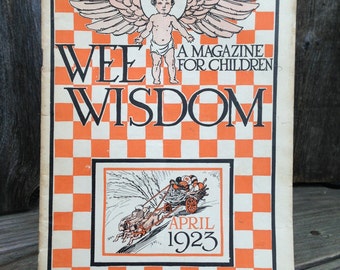 WEE
A MAGAZINE
FOR CHILDREN
WISDOM
APRIL
1923